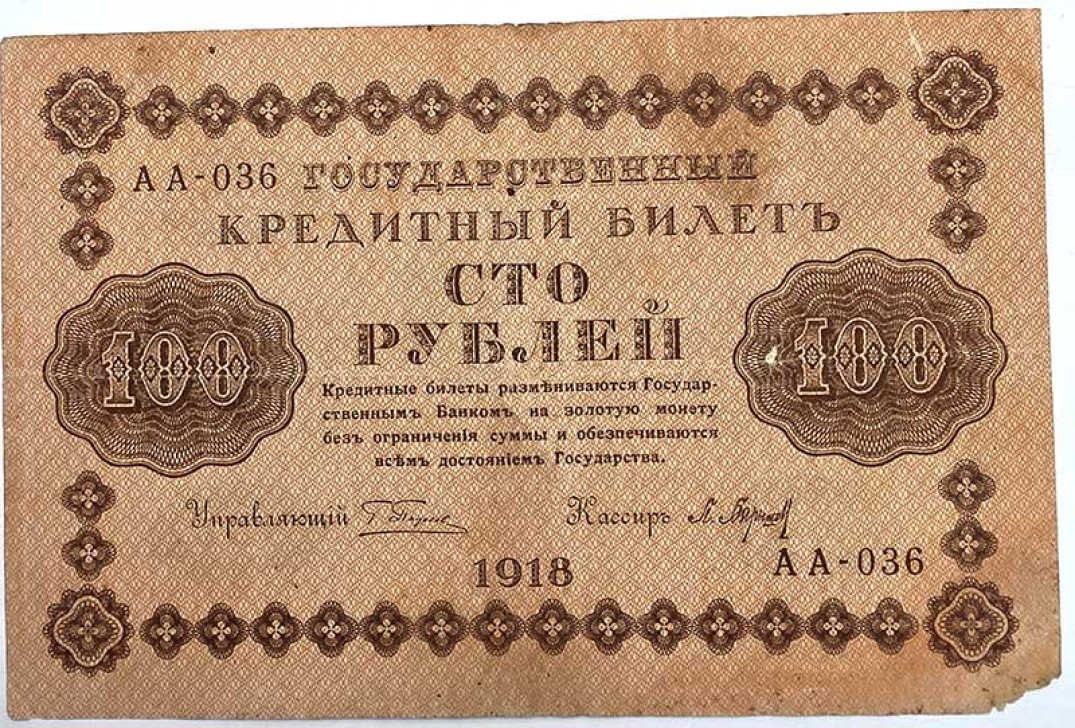 АА-036 ГОСУДАРСТВЕННЫЙ
КРЕДИТНЫЙ БИЛЕТЪ
СТО
РУБЛЕЙ
100
100
Кредитные билеты размѣниваются Государ-
ственнымъ Банкомъ на золотую монету
безъ ограниченія суммы и обезпечиваются
всѣмъ достояніемъ Государства.
Управляющій
Кассиръ
АА-036
1918